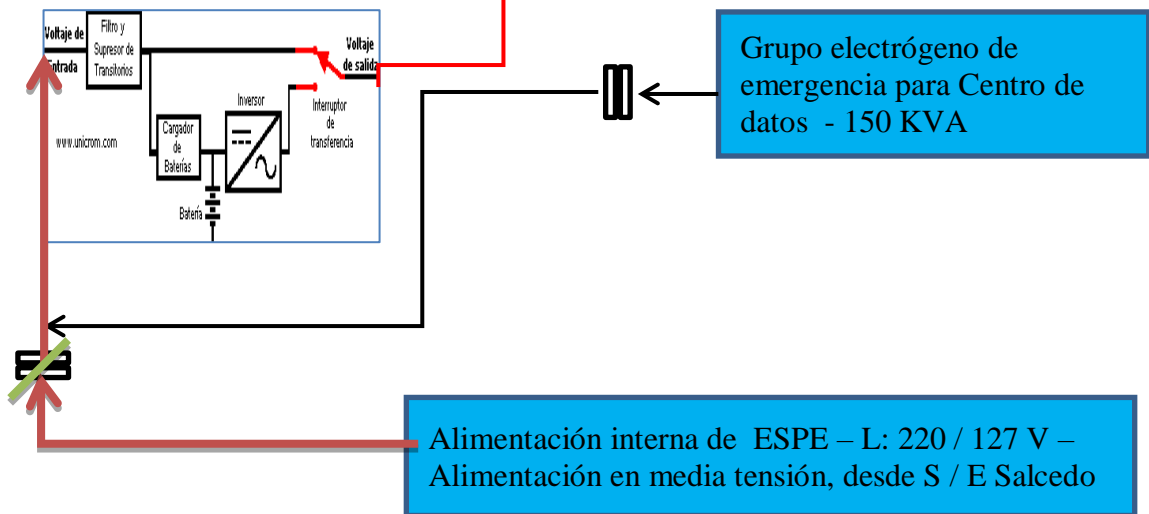 Voltaje de
Entrada
Filtro y
Supresor de
Transitorios
Voltaje
de salida
Inversor
Interruptor
de
transferencia
www.unicrom.com
Cargador
de
Baterías
Batería
Grupo electrógeno de
emergencia para Centro de
datos - 150 KVA
Alimentación interna de ESPE – L: 220 / 127 V –
Alimentación en media tensión, desde S / E Salcedo